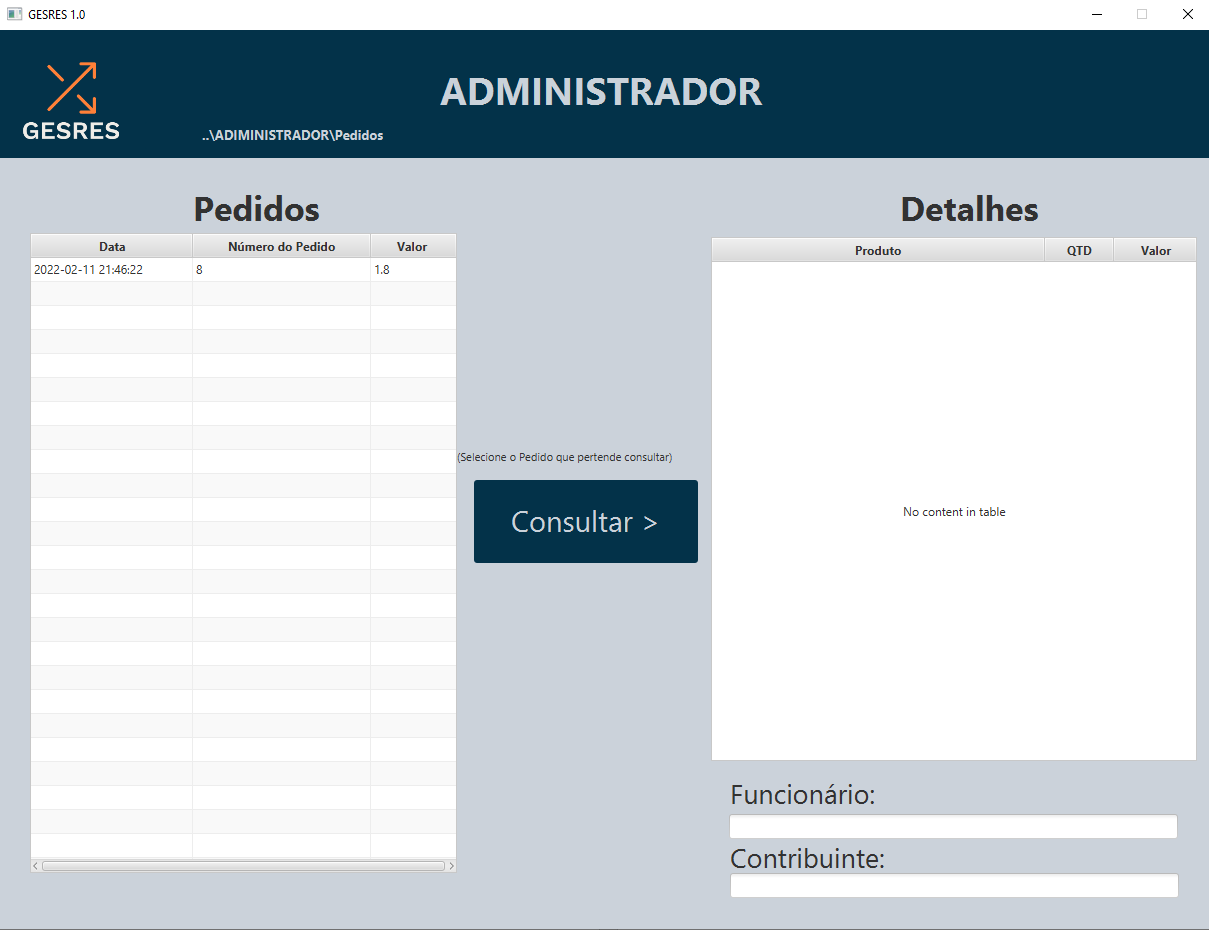 GESRES 1.0
ADMINISTRADOR
GESRES
..\ADIMINISTRADOR\Pedidos
Pedidos
Data Número do Pedido Valor
2022-02-11 21:46:22 8 1.8
(Selecione o Pedido que pertende consultar)
Consultar >
Detalhes
Produto QTD Valor
No content in table
Funcionário:
Contribuinte: